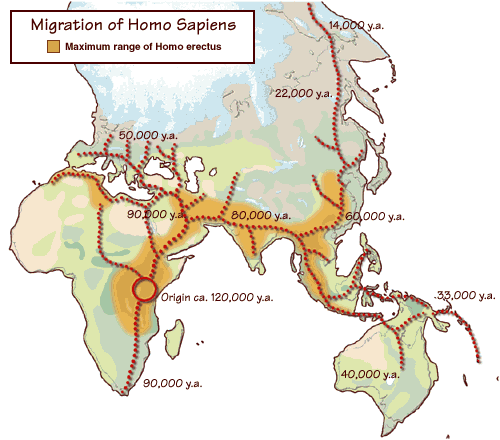 Migration of Homo Sapiens
Maximum range of Homo erectus
14,000 y.a.
22,000 y.a.
50,000 y.a.
90,000 y.a.
80,000 y.a.
60,000 y.a.
Origin ca. 120,000 y.a.
33,000 y.a.
40,000 y.a.
90,000 y.a.